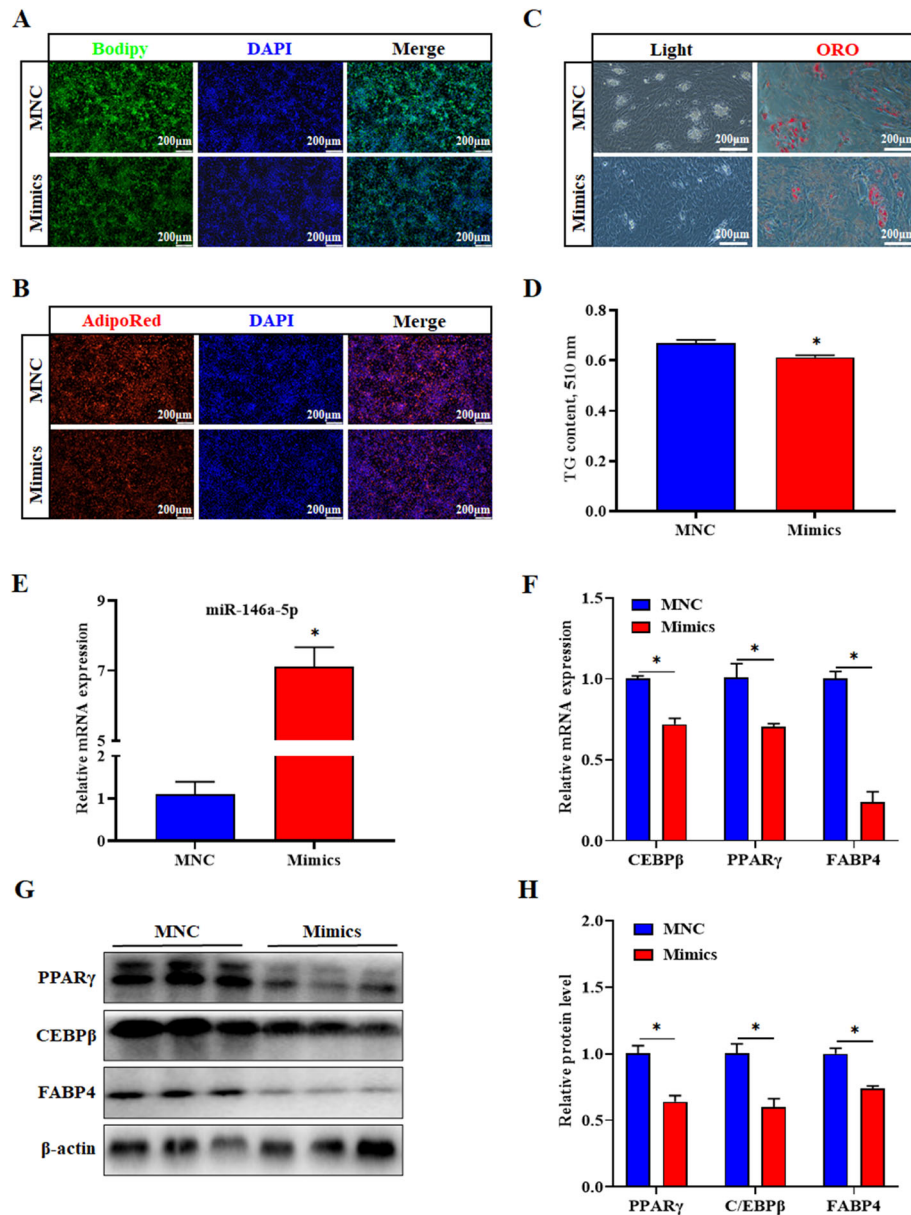 A
Bodipy DAPI Merge
MNC
200μm 200μm 200μm
Mimics
200μm 200μm 200μm
B
AdipoRed DAPI Merge
MNC
200μm 200μm 200μm
Mimics
200μm 200μm 200μm
C
Light ORO
MNC
200μm 200μm
Mimics
200μm 200μm
D
TG content, 510 nm
0.8
0.6
0.4
0.2
0.0
*
MNC Mimics
E
Relative mRNA expression
miR-146a-5p
9
7
5
2
1
0
*
MNC Mimics
F
Relative mRNA expression
MNC
Mimics
1.5
1.0
0.5
0.0
* * *
CEBPβ PPARγ FABP4
G
MNC Mimics
PPARγ
CEBPβ
FABP4
β-actin
H
Relative protein level
MNC
Mimics
2.0
1.5
1.0
0.5
0.0
* * *
PPARγ C/EBPβ FABP4